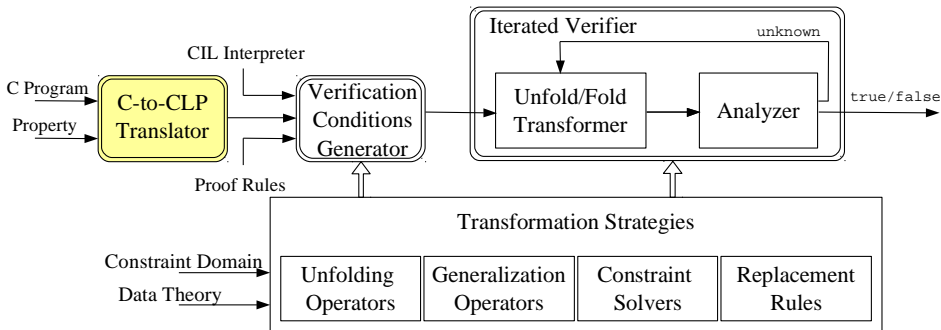 Iterated Verifier
unknown
CIL Interpreter
C Program
Property
C-to-CLP
Translator
Verification
Conditions
Generator
Unfold/Fold
Transformer
Analyzer
true/false
Proof Rules
Transformation Strategies
Constraint Domain
Data Theory
Unfolding
Operators
Generalization
Operators
Constraint
Solvers
Replacement
Rules